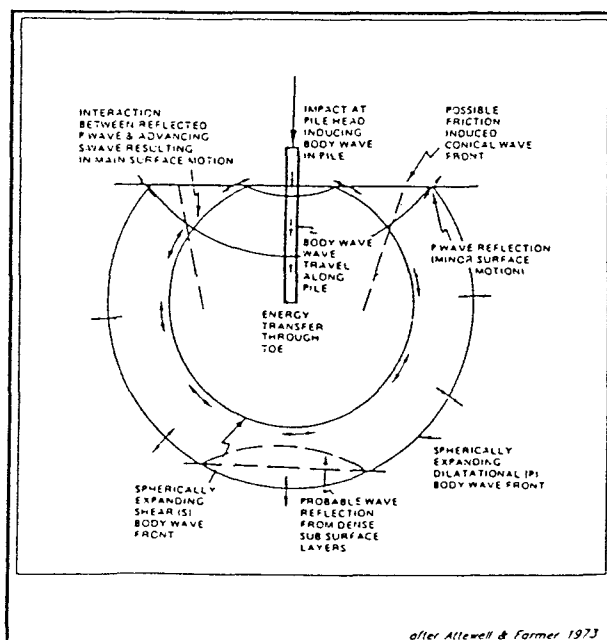 INTERACTION
BETWEEN REFLECTED
P WAVE & ADVANCING
S-WAVE RESULTING
IN MAIN SURFACE MOTION
IMPACT AT
PILE HEAD
INDUCING
BODY WAVE
IN PILE
POSSIBLE
FRICTION
INDUCED
CONICAL WAVE
FRONT
BODY WAVE
WAVE
TRAVEL
ALONG
PILE
P WAVE REFLECTION
(MINOR SURFACE
MOTION)
ENERGY
TRANSFER
THROUGH
TOE
SPHERICALLY
EXPANDING
SHEAR (S)
BODY WAVE
FRONT
PROBABLE WAVE
REFLECTION
FROM DENSE
SUB SURFACE
LAYERS
SPHERICALLY
EXPANDING
DILATATIONAL (P)
BODY WAVE FRONT
after Attewell & Farmer 1973